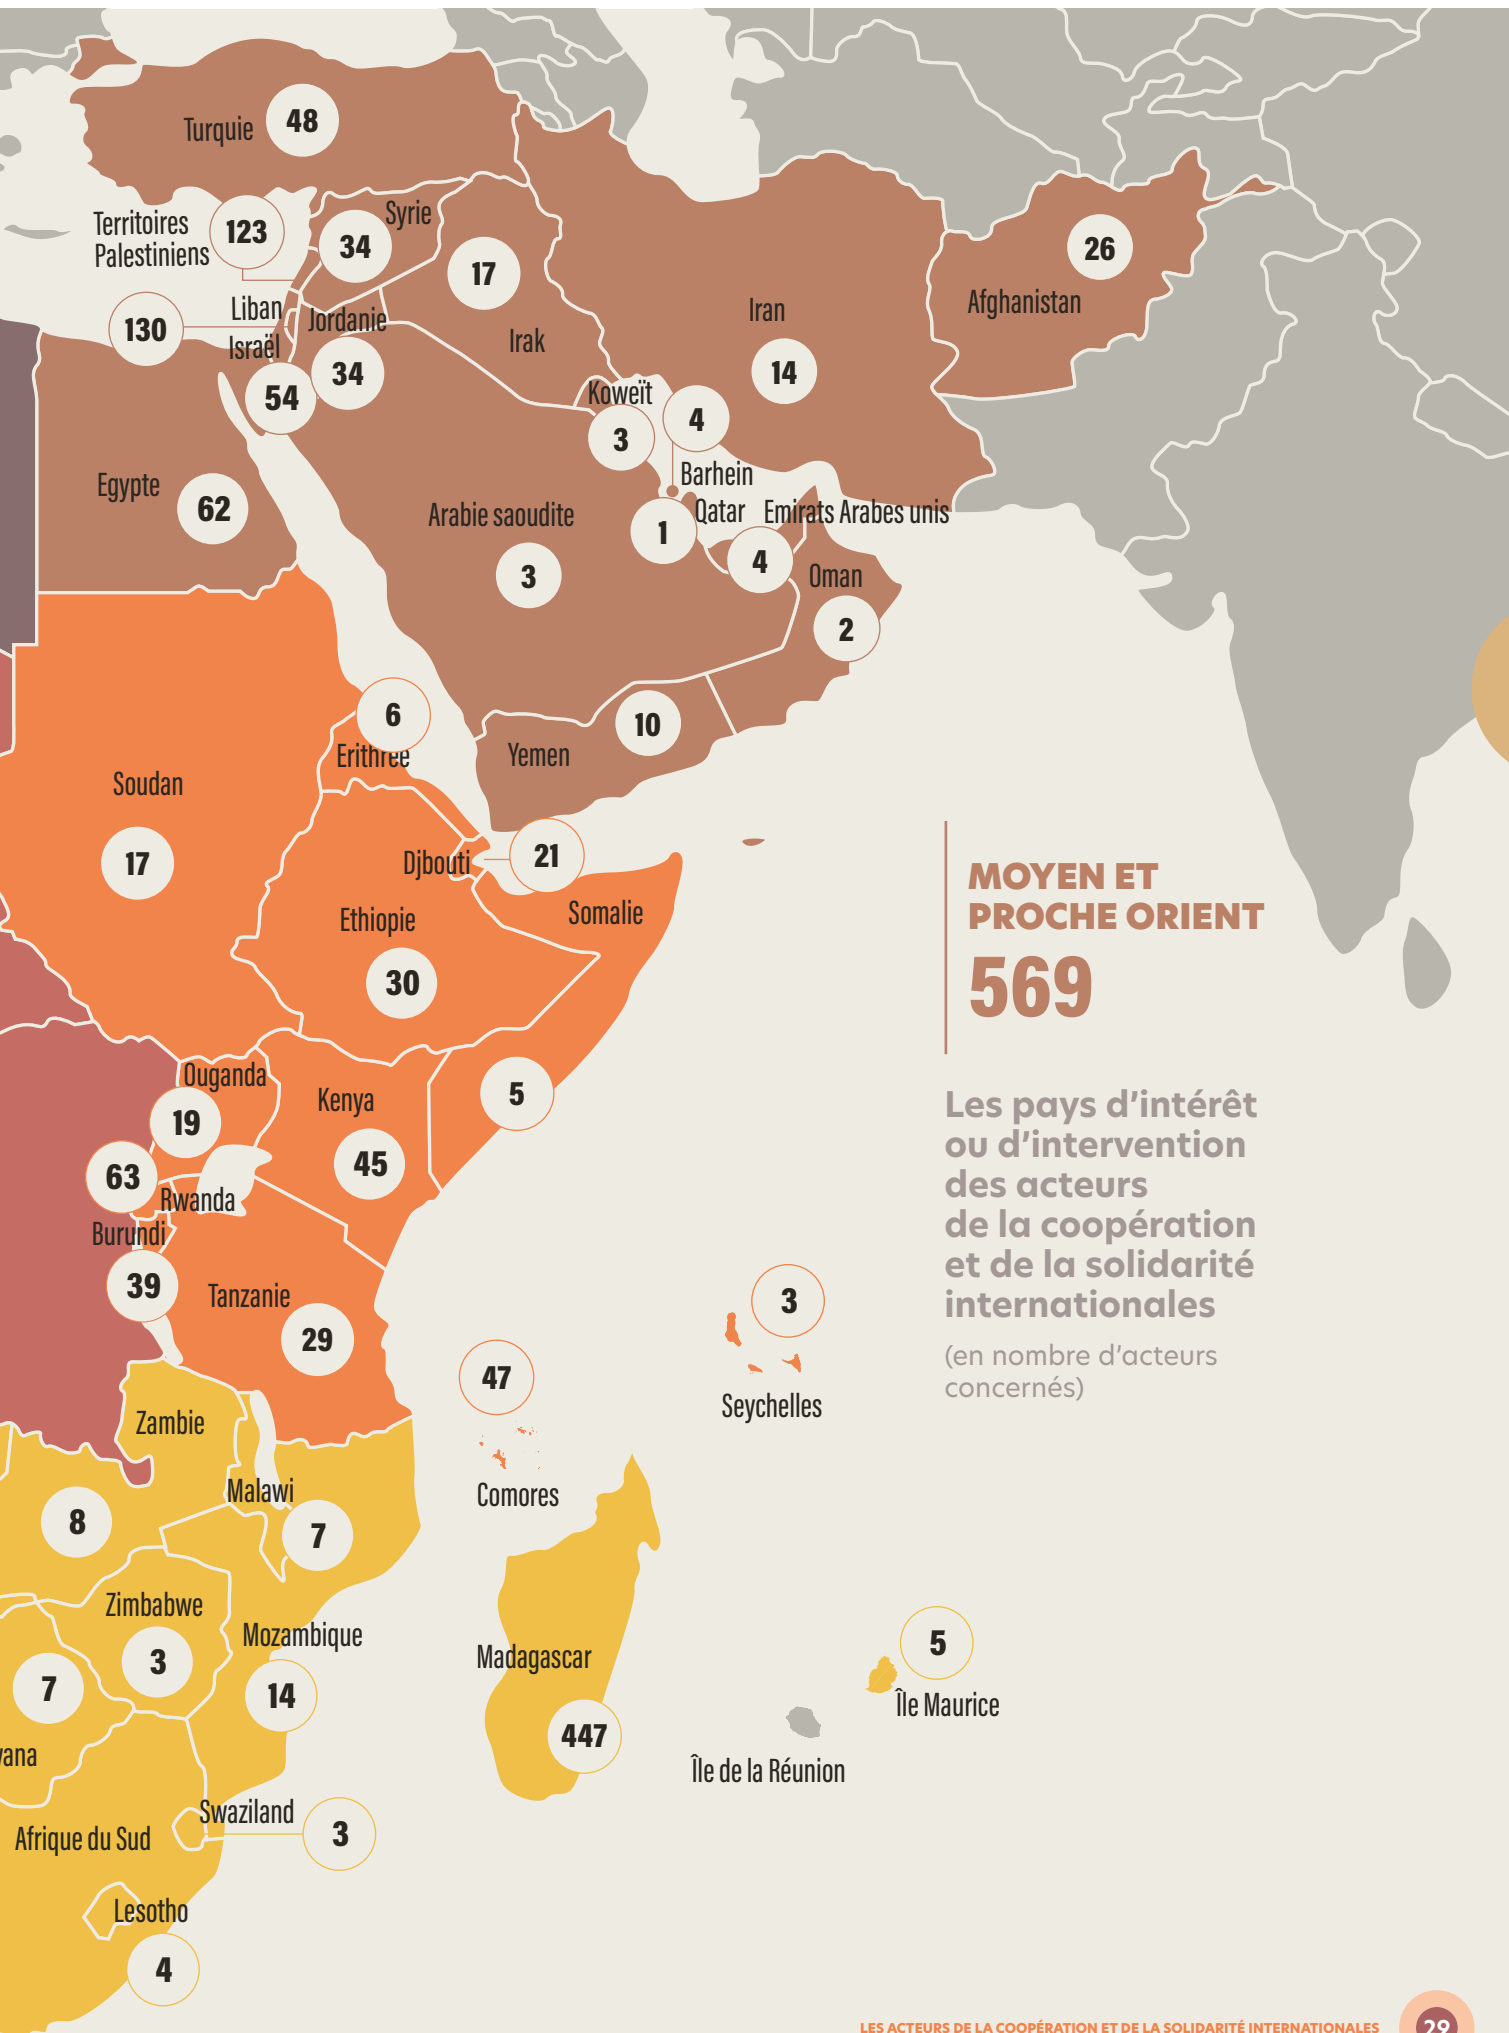 Turquie
48
Territoires
Palestiniens
123
Syrie
34
17
Irak
Liban
130
Israël
54
Jordanie
34
Iran
14
Afghanistan
26
Koweït
3
4
Barhein
Qatar
1
Emirats Arabes unis
4
Oman
2
Egypte
62
Arabie saoudite
3
Yemen
10
6
Erithrée
Soudan
17
Djbouti
21
Ethiopie
30
Somalie
5
MOYEN ET
PROCHE ORIENT
569
Les pays d'intérêt
ou d'intervention
des acteurs
de la coopération
et de la solidarité
internationales
(en nombre d'acteurs
concernés)
Ouganda
19
Kenya
45
63
Rwanda
Burundi
39
Tanzanie
29
3
Seychelles
47
Comores
Zambie
8
Malawi
7
Zimbabwe
3
Mozambique
14
7
vana
Madagascar
447
5
Île Maurice
Île de la Réunion
Swaziland
3
Afrique du Sud
Lesotho
4
LES ACTEURS DE LA COOPÉRATION ET DE LA SOLIDARITÉ INTERNATIONALES
29